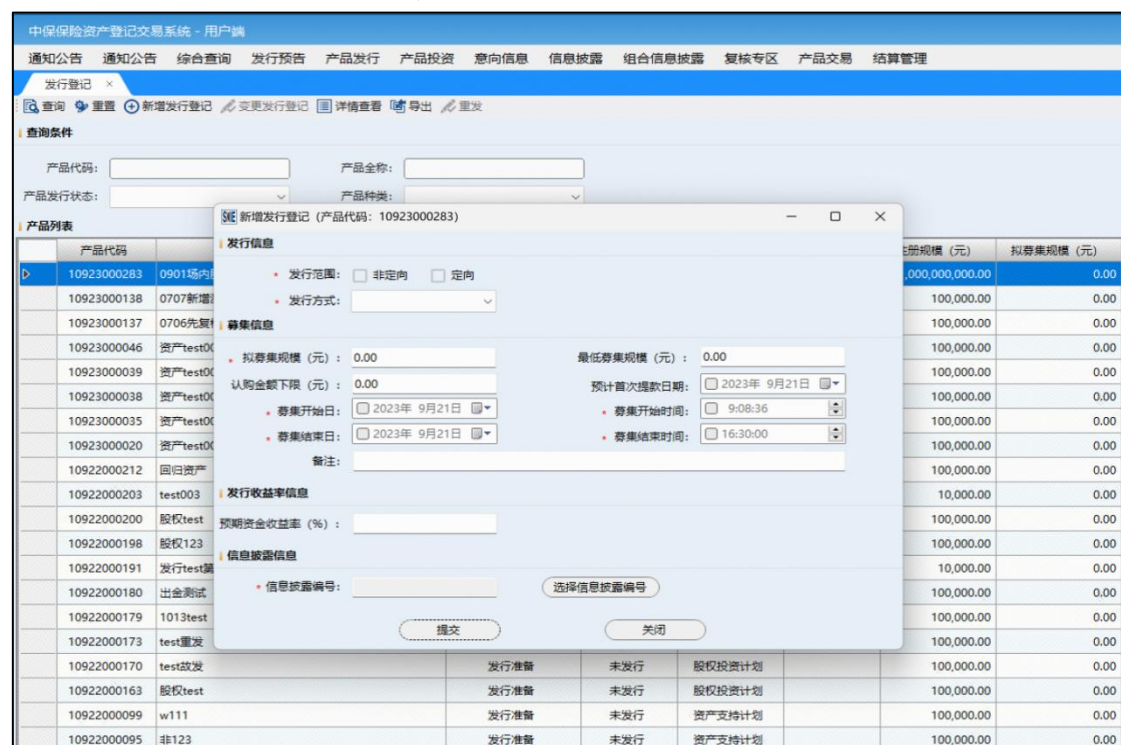 中保保险资产登记交易系统 - 用户端
通知公告 通知公告 综合查询 发行预告 产品发行 产品投资 意向信息 信息披露 组合信息披露 复核专区 产品交易 结算管理
发行登记 ×
查询 重置 新增发行登记 变更发行登记 详情查看 导出 重发
查询条件
产品代码: 产品全称:
产品发行状态: 产品种类:
新增发行登记 (产品代码: 10923000283)
产品列表
发行信息
产品代码 注册规模 (元) 拟募集规模 (元)
* 发行范围: 非定向 定向
10923000283 0901场内 ,000,000,000.00 0.00
10923000138 0707新增 100,000.00 0.00
* 发行方式:
10923000137 0706先复 100,000.00 0.00
募集信息
10923000046 资产test00 100,000.00 0.00
* 拟募集规模 (元) : 0.00 最低募集规模 (元) : 0.00
10923000039 资产test00 100,000.00 0.00
认购金额下限 (元) : 0.00 预计首次提款日期: 2023年 9月21日
10923000038 资产test00 100,000.00 0.00
* 募集开始日: 2023年 9月21日 * 募集开始时间: 9:08:36
10923000035 资产test00 100,000.00 0.00
* 募集结束日: 2023年 9月21日 * 募集结束时间: 16:30:00
10923000020 资产test00 100,000.00 0.00
备注:
10922000212 回归资产 100,000.00 0.00
10922000203 test003 10,000.00 0.00
发行收益率信息
10922000200 股权test 100,000.00 0.00
预期资金收益率 (%) :
10922000198 股权123 100,000.00 0.00
信息披露信息
10922000191 发行test第 10,000.00 0.00
10922000180 出金测试 100,000.00 0.00
* 信息披露编号: 选择信息披露编号
10922000179 1013test 100,000.00 0.00
提交 关闭
10922000173 test重发 100,000.00 0.00
10922000170 test故发 发行准备 未发行 股权投资计划 100,000.00 0.00
10922000163 股权test 发行准备 未发行 股权投资计划 100,000.00 0.00
10922000099 w111 发行准备 未发行 资产支持计划 100,000.00 0.00
10922000095 非123 发行准备 未发行 资产支持计划 100,000.00 0.00